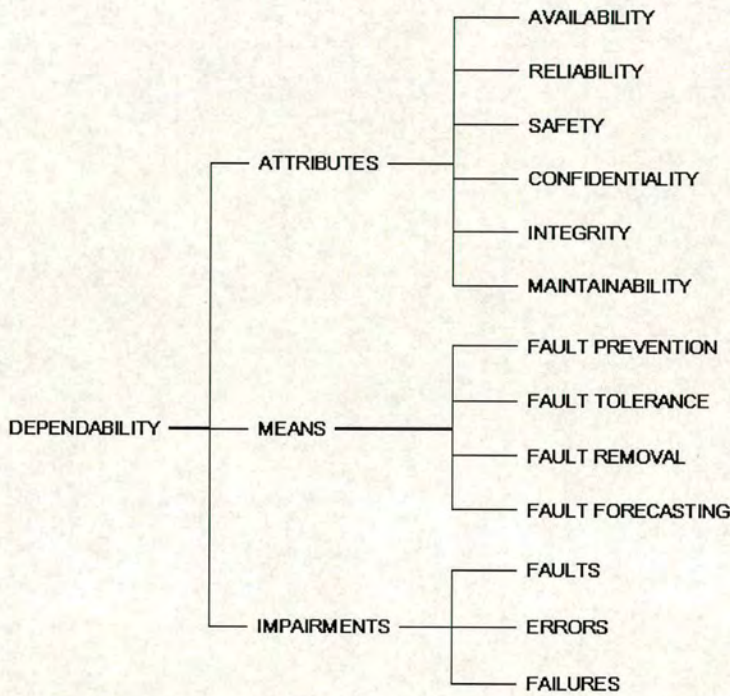 DEPENDABILITY
ATTRIBUTES
AVAILABILITY
RELIABILITY
SAFETY
CONFIDENTIALITY
INTEGRITY
MAINTAINABILITY
MEANS
FAULT PREVENTION
FAULT TOLERANCE
FAULT REMOVAL
FAULT FORECASTING
IMPAIRMENTS
FAULTS
ERRORS
FAILURES